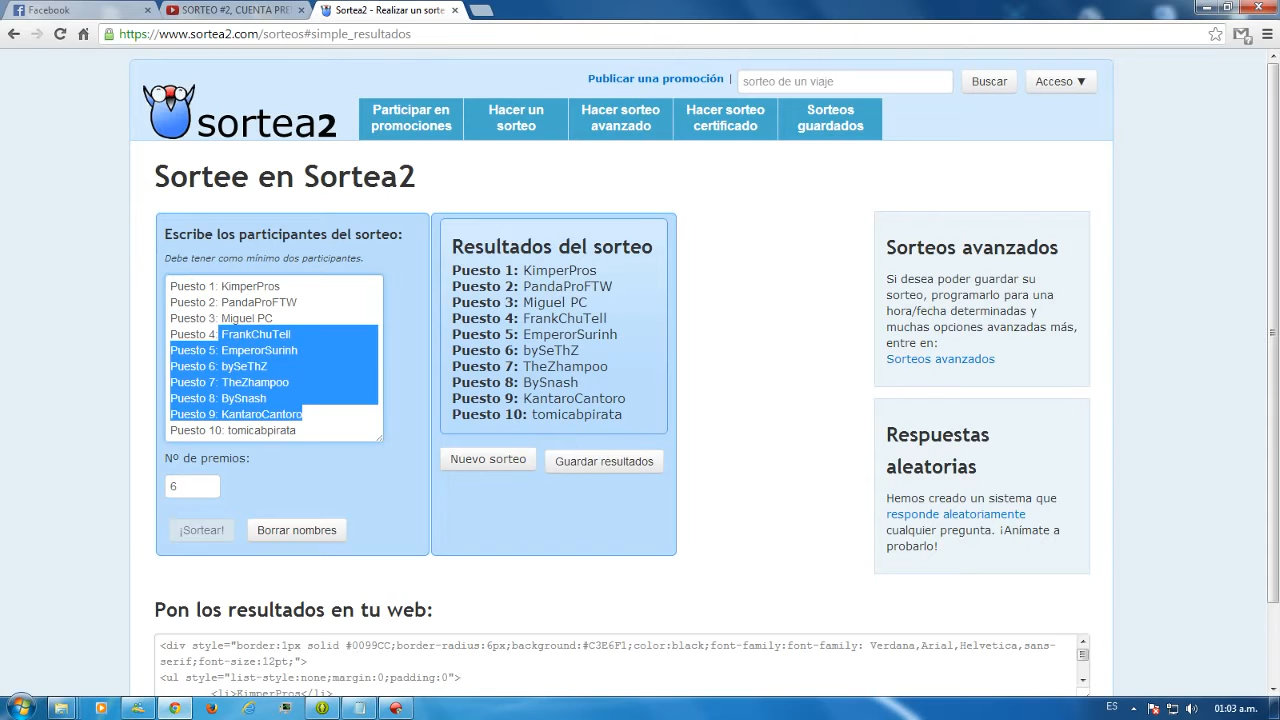 Facebook
SORTEO #2, CUENTA PRE
Sortea2 - Realizar un sorte
https://www.sortea2.com/sorteos#simple_resultados
Publicar una promoción |
sorteo de un viaje
Buscar
Acceso ▼
sortea2
Participar en promociones
Hacer un sorteo
Hacer sorteo avanzado
Hacer sorteo certificado
Sorteos guardados
Sortee en Sortea2
Escribe los participantes del sorteo:
Debe tener como mínimo dos participantes.
Puesto 1: KimperPros
Puesto 2: PandaProFTW
Puesto 3: Miguel PC
Puesto 4: FrankChuTell
Puesto 5: EmperorSurinh
Puesto 6: bySeThZ
Puesto 7: TheZhampoo
Puesto 8: BySnash
Puesto 9: KantaroCantoro
Puesto 10: tomicabpirata
Nº de premios:
6
¡Sortear!
Borrar nombres
Resultados del sorteo
Puesto 1: KimperPros
Puesto 2: PandaProFTW
Puesto 3: Miguel PC
Puesto 4: FrankChuTell
Puesto 5: EmperorSurinh
Puesto 6: bySeThZ
Puesto 7: TheZhampoo
Puesto 8: BySnash
Puesto 9: KantaroCantoro
Puesto 10: tomicabpirata
Nuevo sorteo
Guardar resultados
Sorteos avanzados
Si desea poder guardar su
sorteo, programarlo para una
hora/fecha determinadas y
muchas opciones avanzadas más,
entre en:
Sorteos avanzados
Respuestas
aleatorias
Hemos creado un sistema que
responde aleatoriamente
cualquier pregunta. ¡Anímate a
probarlo!
Pon los resultados en tu web:
<div style="border:1px solid #0099CC;border-radius:6px;background:#C3E6F1;color:black;font-family:font-family: Verdana,Arial,Helvetica,sans-
serif;font-size:12pt;">
<ul style="list-style:none;margin:0;padding:0">
<li>KimperPros</li>
ES
01:03 a.m.